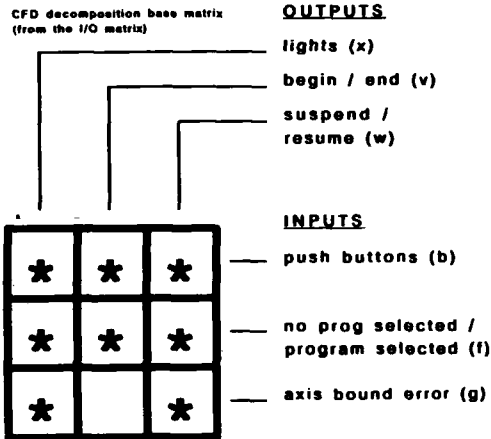 CFD decomposition base matrix
(from the I/O matrix)
OUTPUTS
lights (x)
begin / end (v)
suspend /
resume (w)
INPUTS
* * * push buttons (b)
* * * no prog selected /
program selected (f)
* * axis bound error (g)